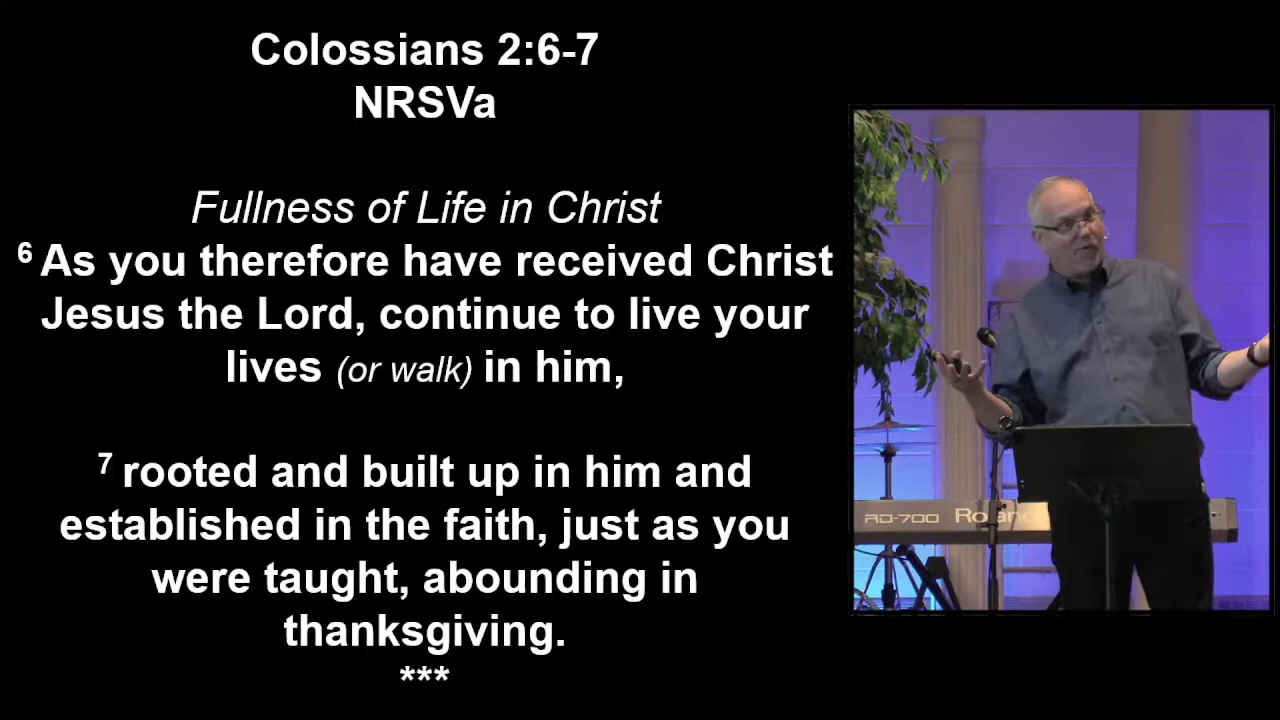 Colossians 2:6-7
NRSVa
Fullness of Life in Christ
6 As you therefore have received Christ
Jesus the Lord, continue to live your
lives (or walk) in him,
7 rooted and built up in him and
established in the faith, just as you
were taught, abounding in
thanksgiving.
***
RD-700 Roland